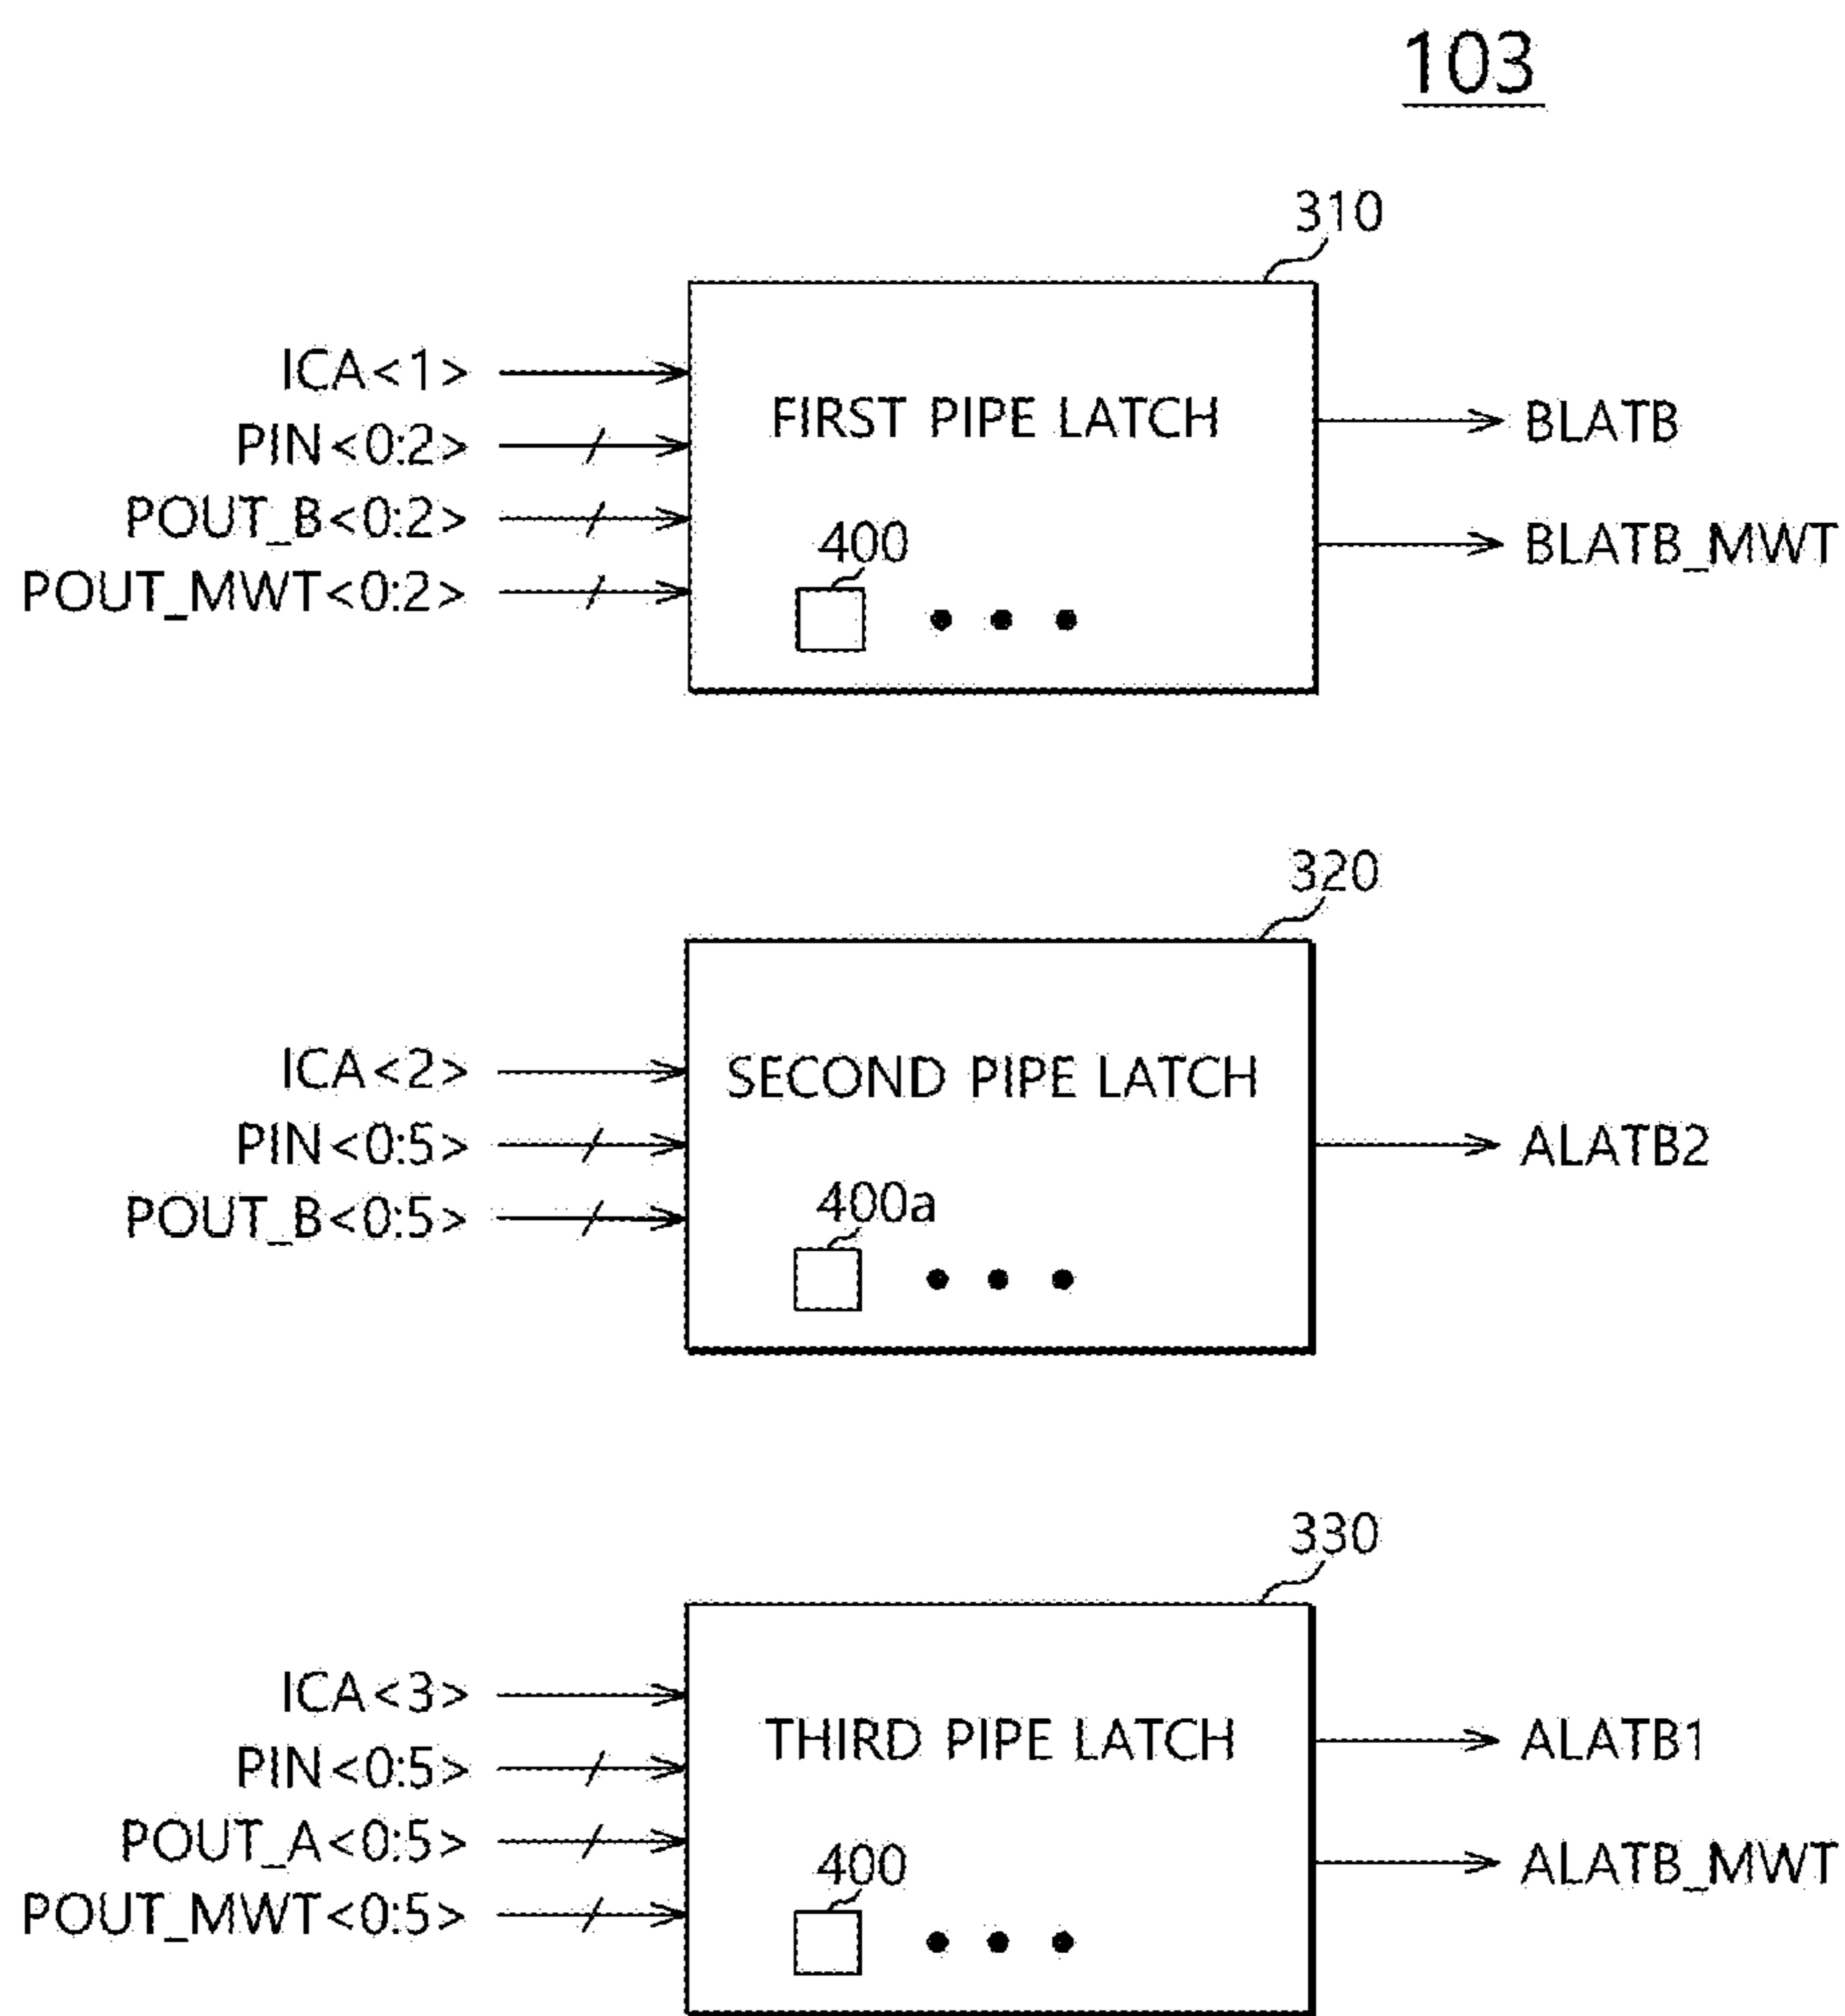 103
310
ICA<1>
PIN<0:2>
POUT_B<0:2>
POUT_MWT<0:2>
FIRST PIPE LATCH
400
BLATB
BLATB_MWT
320
ICA<2>
PIN<0:5>
POUT_B<0:5>
SECOND PIPE LATCH
400a
ALATB2
330
ICA<3>
PIN<0:5>
POUT_A<0:5>
POUT_MWT<0:5>
THIRD PIPE LATCH
400
ALATB1
ALATB_MWT